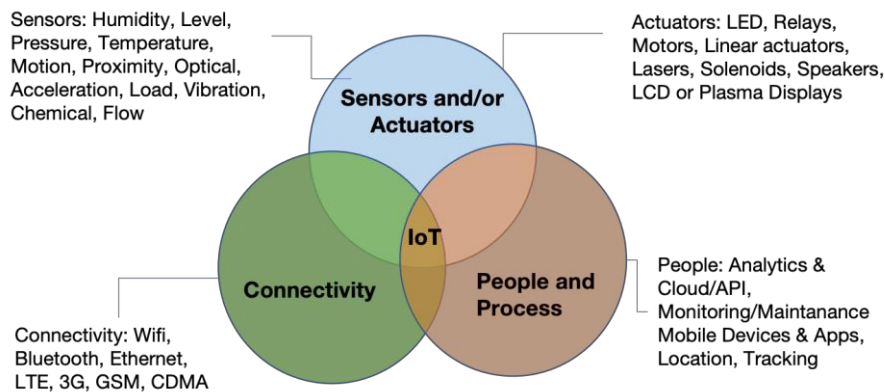 Sensors: Humidity, Level,
Pressure, Temperature,
Motion, Proximity, Optical,
Acceleration, Load, Vibration,
Chemical, Flow
Actuators: LED, Relays,
Motors, Linear actuators,
Lasers, Solenoids, Speakers,
LCD or Plasma Displays
Sensors and/or
Actuators
IoT
Connectivity
People and
Process
People: Analytics &
Cloud/API,
Monitoring/Maintanance
Mobile Devices & Apps,
Location, Tracking
Connectivity: Wifi,
Bluetooth, Ethernet,
LTE, 3G, GSM, CDMA